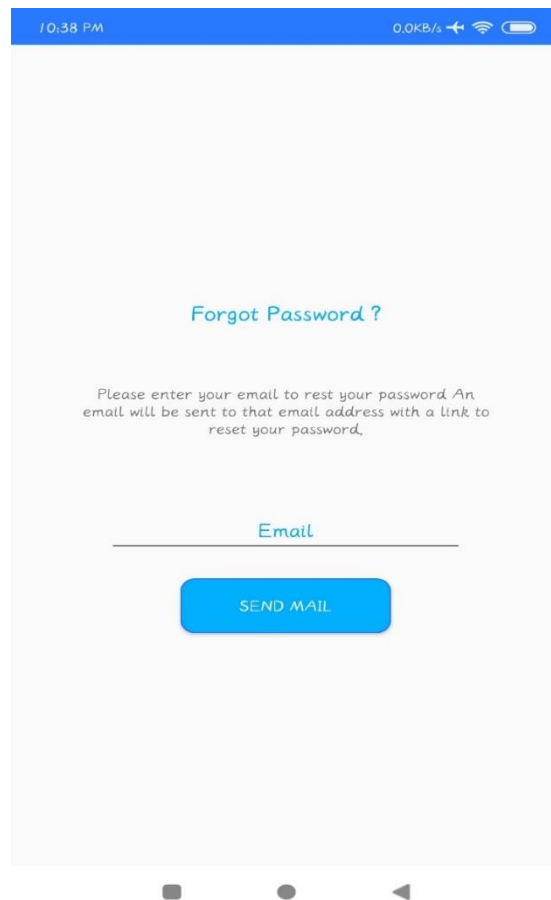 10:38 PM
0.0KB/s
Forgot Password ?
Please enter your email to rest your password An
email will be sent to that email address with a link to
reset your password.
Email
SEND MAIL